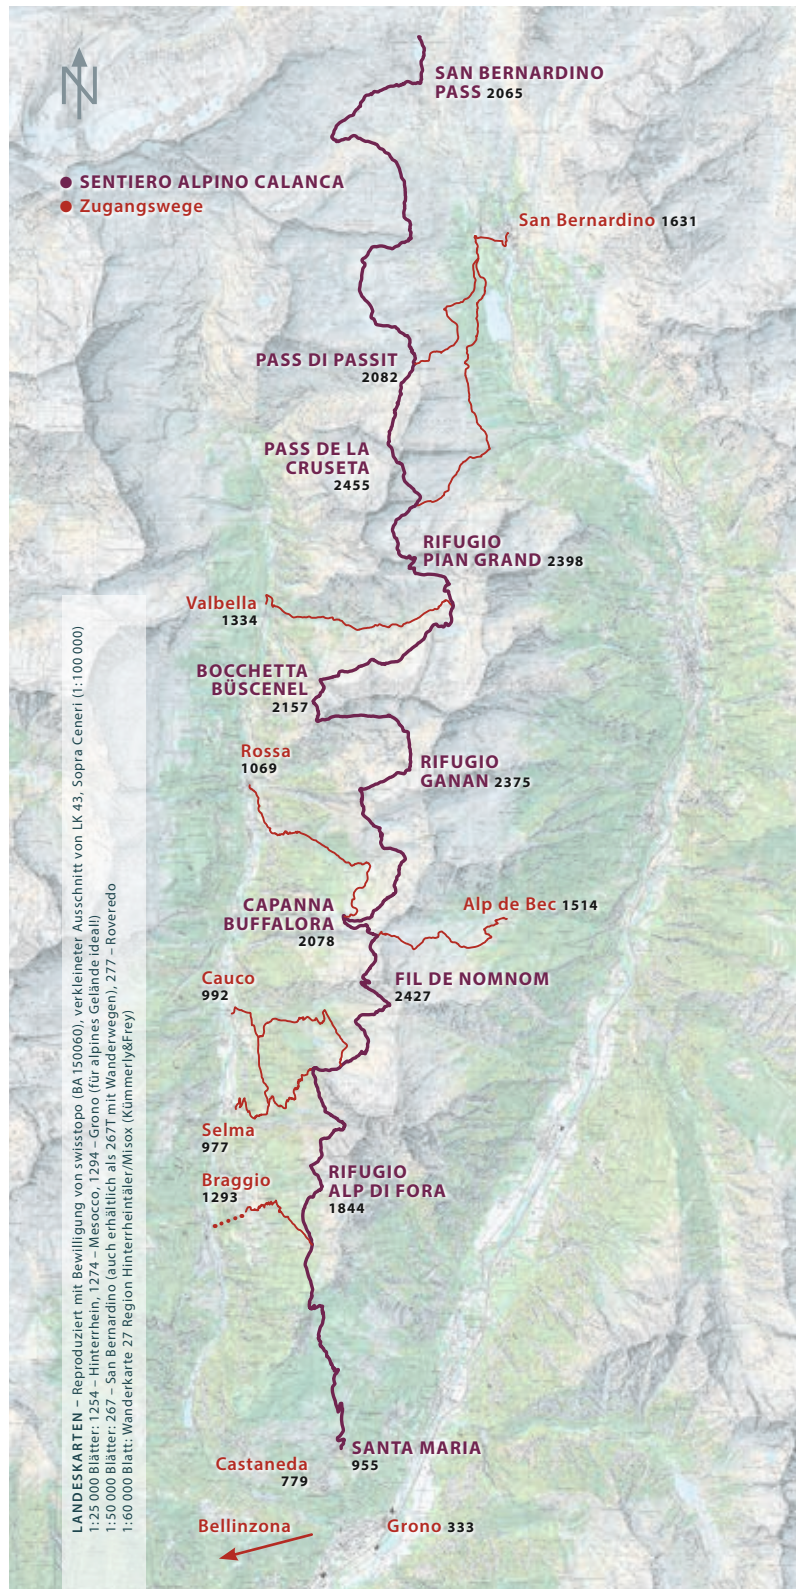 N
SAN BERNARDINO
PASS 2065
SENTIERO ALPINO CALANCA
Zugangswege
San Bernardino 1631
PASS DI PASSIT
2082
PASS DE LA
CRUSETA
2455
RIFUGIO
PIAN GRAND 2398
Valbella
1334
BOCCHETTA
BÜSCENEL
2157
Rossa
1069
RIFUGIO
GANAN 2375
CAPANNA
BUFFALORA
2078
Alp de Bec 1514
Cauco
992
FIL DE NOMNOM
2427
Selma
977
Braggio
1293
RIFUGIO
ALP DI FORA
1844
SANTA MARIA
955
Castaneda
779
Bellinzona
Grono 333
LANDESKARTEN – Reproduziert mit Bewilligung von swisstopo (BA150060), verkleineter Ausschnitt von LK 43, Sopra Ceneri (1:100 000)
1:25 000 Blätter: 1254 – Hinterrhein, 1274 – Mesocco, 1294 – Grono (für alpines Gelände ideal!)
1:50 000 Blätter: 267 – San Bernardino (auch erhältlich als 267T mit Wanderwegen), 277 – Roveredo
1:60 000 Blatt: Wanderkarte 27 Region Hinterrheintäler/Misox (Kümmerly&Frey)